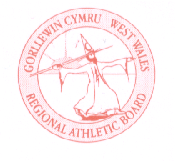 GORLLEWIN CYMRU WEST WALES
REGIONAL ATHLETIC BOARD